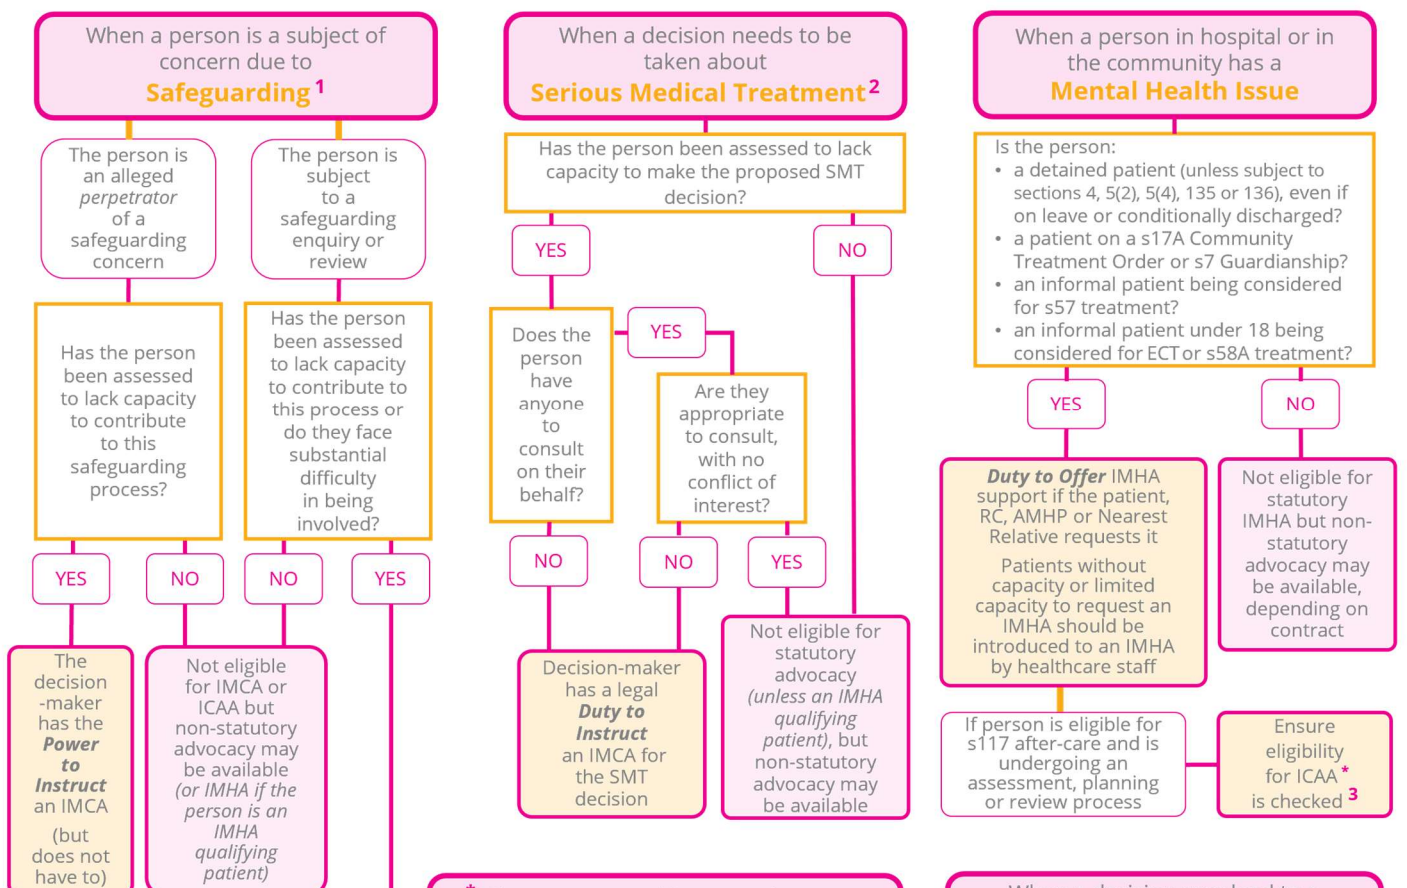 When a person is a subject of
concern due to
Safeguarding 1
The person is
an alleged
perpetrator
of a
safeguarding
concern
The person is
subject
to a
safeguarding
enquiry or
review
Has the person
been assessed
to lack capacity
to contribute
to this
safeguarding
process?
Has the person
been assessed
to lack capacity
to contribute to
this process or
do they face
substantial
difficulty
in being
involved?
YES
NO
NO
YES
The
decision
-maker
has the
Power
to
Instruct
an IMCA
(but
does not
have to)
Not eligible
for IMCA or
ICAA but
non-statutory
advocacy may
be available
(or IMHA if the
person is an
IMHA
qualifying
patient)
When a decision needs to be
taken about
Serious Medical Treatment 2
Has the person been assessed to lack
capacity to make the proposed SMT
decision?
YES
NO
Does the
person
have
anyone
to
consult
on their
behalf?
YES
Are they
appropriate
to consult,
with no
conflict of
interest?
NO
NO
YES
Decision-maker
has a legal
Duty to
Instruct
an IMCA for
the SMT
decision
Not eligible for
statutory
advocacy
(unless an IMHA
qualifying
patient), but
non-statutory
advocacy may
be available
When a person in hospital or in
the community has a
Mental Health Issue
Is the person:
• a detained patient (unless subject to
sections 4, 5(2), 5(4), 135 or 136), even if
on leave or conditionally discharged?
• a patient on a s17A Community
Treatment Order or s7 Guardianship?
• an informal patient being considered
for s57 treatment?
• an informal patient under 18 being
considered for ECT or s58A treatment?
YES
NO
Duty to Offer IMHA
support if the patient,
RC, AMHP or Nearest
Relative requests it
Patients without
capacity or limited
capacity to request an
IMHA should be
introduced to an IMHA
by healthcare staff
Not eligible for
statutory
IMHA but non-
statutory
advocacy may
be available,
depending on
contract
If person is eligible for
s117 after-care and is
undergoing an
assessment, planning
or review process
Ensure
eligibility
for ICAA *
is checked 3
*